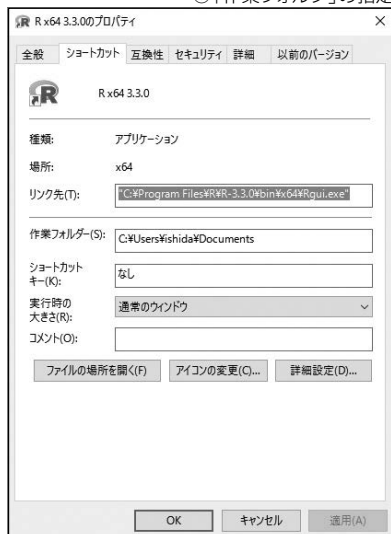 R x64 3.3.0のプロパティ
全般 ショートカット 互換性 セキュリティ 詳細 以前のバージョン
R x64 3.3.0
種類: アプリケーション
場所: x64
リンク先(T): "C:¥Program Files¥R¥R-3.3.0¥bin¥x64¥Rgui.exe"
作業フォルダー(S): C:¥Users¥ishida¥Documents
ショートカット
キー(K): なし
実行時の
大きさ(R): 通常のウィンドウ
コメント(O):
ファイルの場所を開く(F) アイコンの変更(C)... 詳細設定(D)...
OK キャンセル 適用(A)